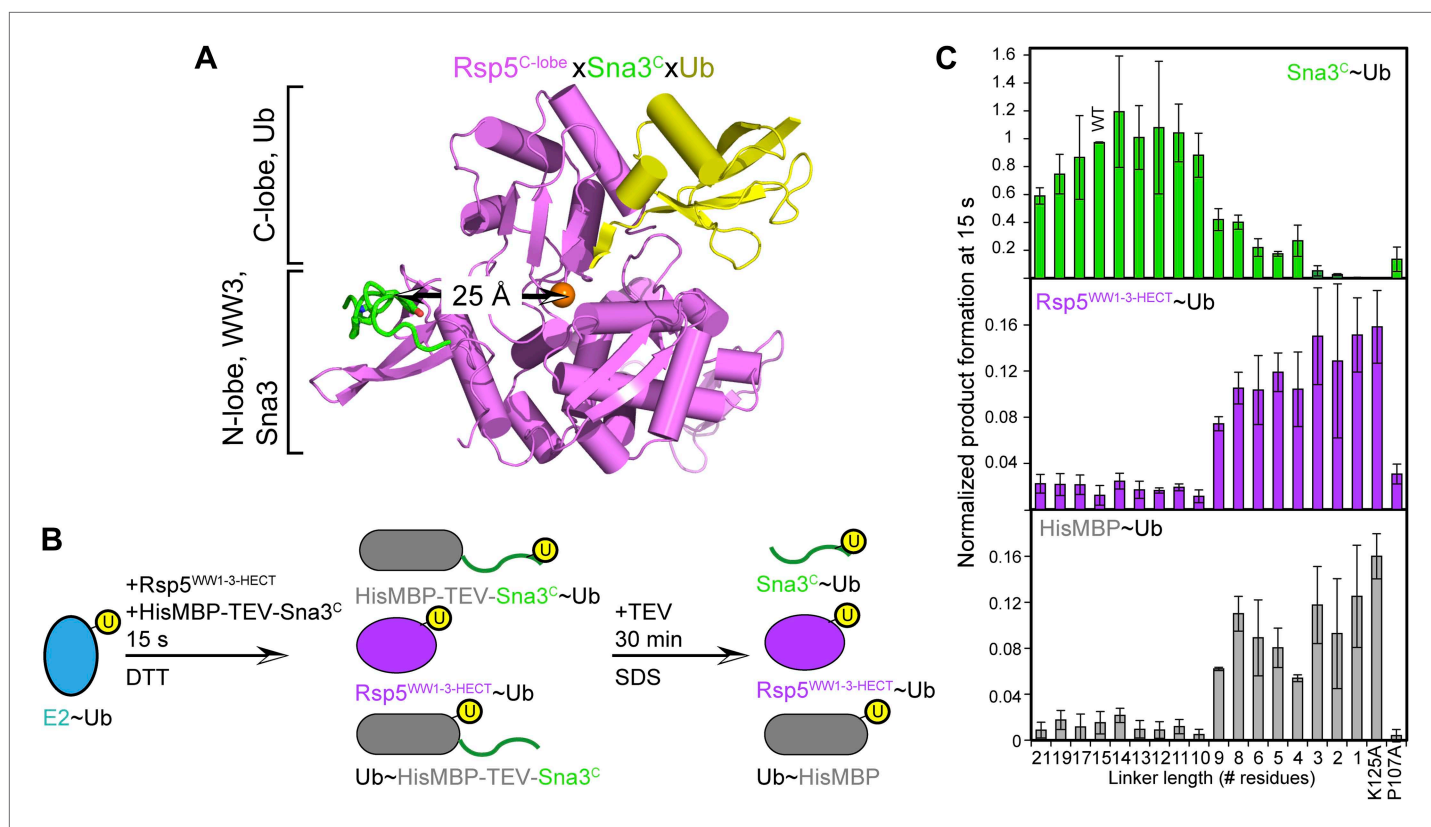 A
Rsp5C-lobexSna3CxUb
C-lobe, Ub
N-lobe, WW3,
Sna3
25 Å
B
E2~Ub
U
+Rsp5WW1-3-HECT
+HisMBP-TEV-Sna3C
15 s
DTT
U
HisMBP-TEV-Sna3C~Ub
U
Rsp5WW1-3-HECT~Ub
U
Ub~HisMBP-TEV-Sna3C
+TEV
30 min
SDS
U
Sna3C~Ub
U
Rsp5WW1-3-HECT~Ub
U
Ub~HisMBP
C
Normalized product formation at 15 s
Sna3C~Ub
1.6
1.4
1.2
1
0.8
0.6
0.4
0.2
WT
Rsp5WW1-3-HECT~Ub
0.16
0.12
0.08
0.04
HisMBP~Ub
0.16
0.12
0.08
0.04
0
21 19 17 15 14 13 12 11 10 9 8 6 5 4 3 2 1 K125A P107A
Linker length (# residues)